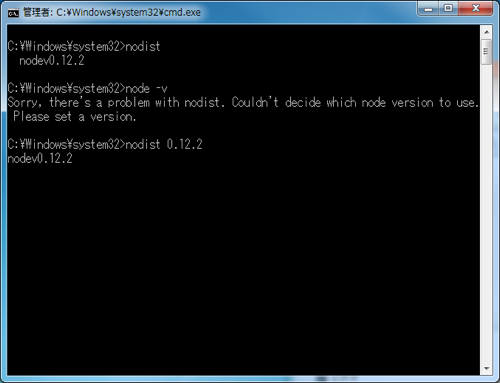 管理者: C:¥Windows¥system32¥cmd.exe
C:¥Windows¥system32>nodist
nodev0.12.2
C:¥Windows¥system32>node -v
Sorry, there's a problem with nodist. Couldn't decide which node version to use.
Please set a version.
C:¥Windows¥system32>nodist 0.12.2
nodev0.12.2